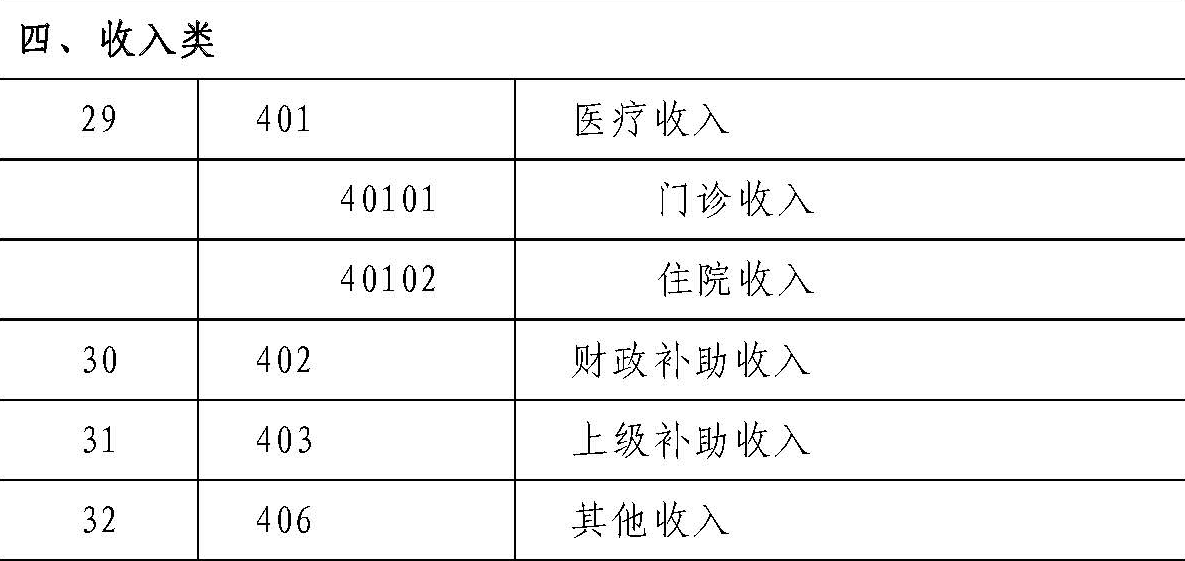 四、收入类
29 401 医疗收入
40101 门诊收入
40102 住院收入
30 402 财政补助收入
31 403 上级补助收入
32 406 其他收入